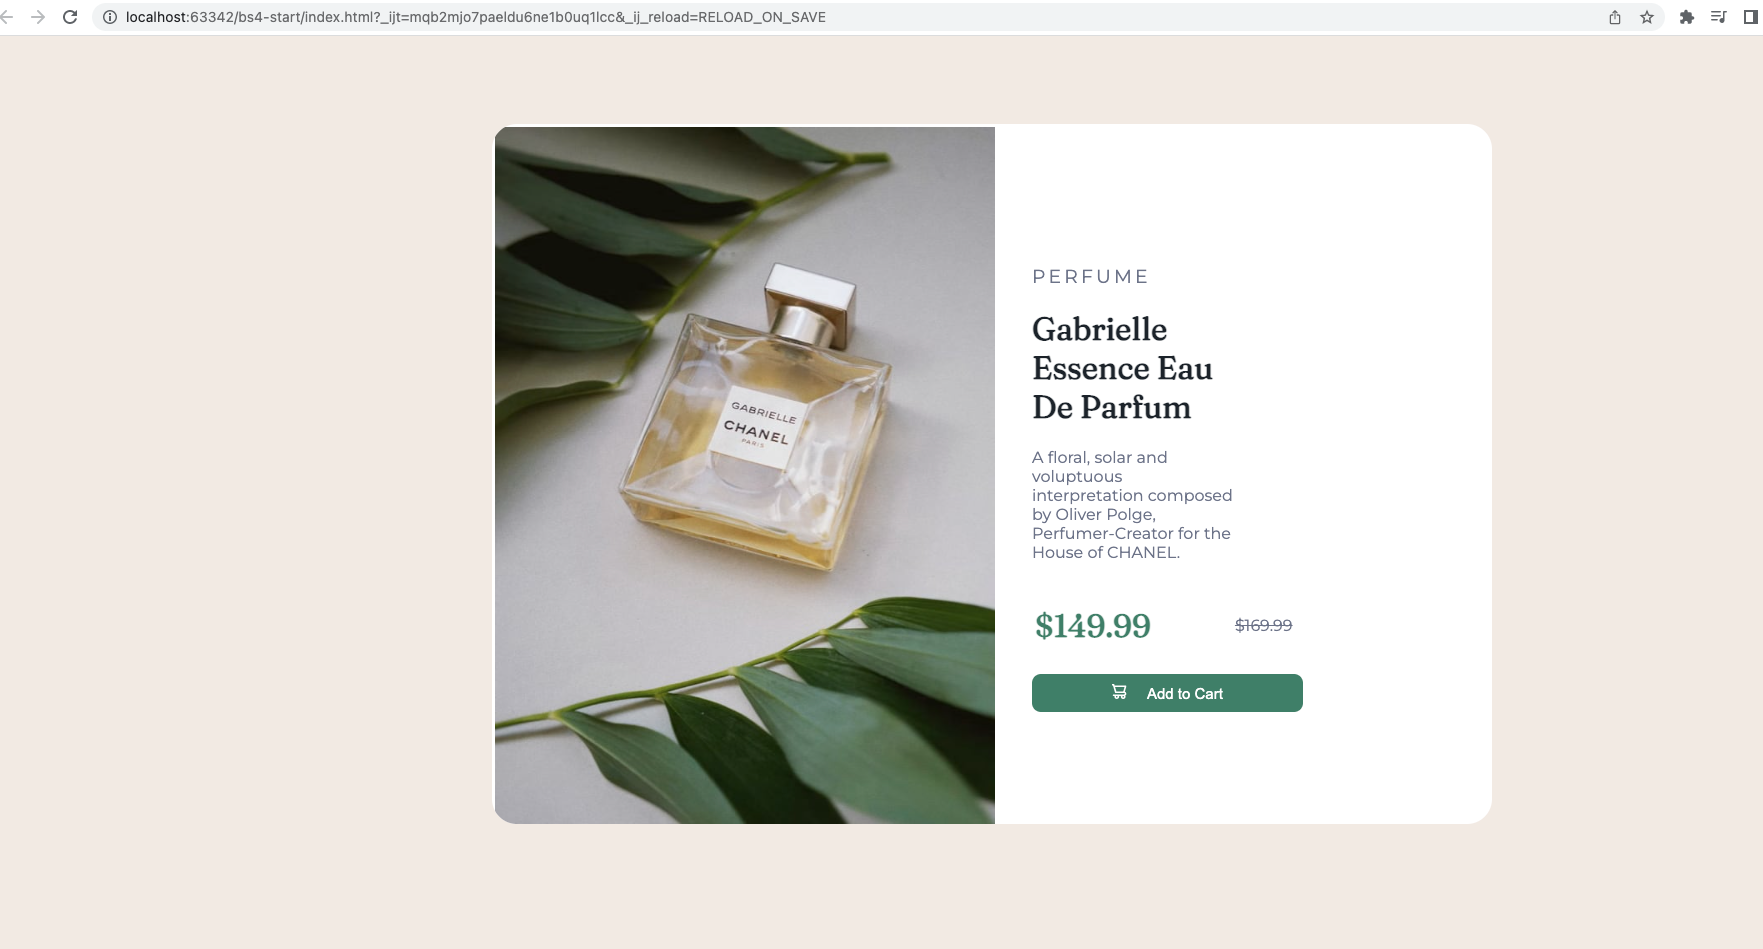 localhost:63342/bs4-start/index.html?_ijt=mqb2mjo7paeldu6ne1b0uq1lcc&_ij_reload=RELOAD_ON_SAVE
GABRIELLE
CHANEL
PARIS
PERFUME
Gabrielle
Essence Eau
De Parfum
A floral, solar and
voluptuous
interpretation composed
by Oliver Polge,
Perfumer-Creator for the
House of CHANEL.
$149.99 $169.99
Add to Cart